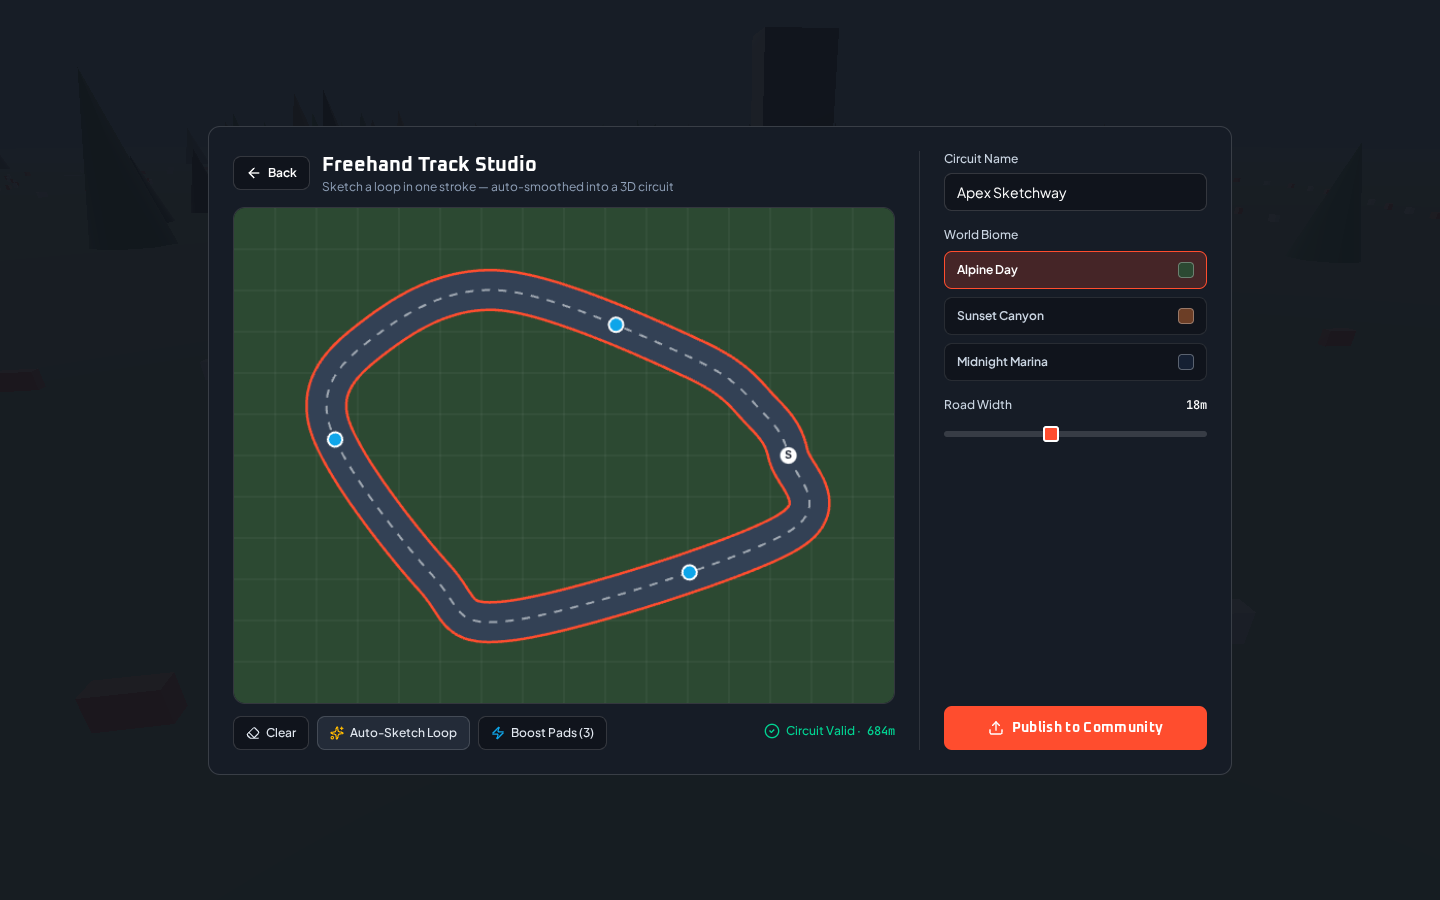 Back
Freehand Track Studio
Sketch a loop in one stroke — auto-smoothed into a 3D circuit
S
Clear
Auto-Sketch Loop
Boost Pads (3)
Circuit Valid · 684m
Circuit Name
Apex Sketchway
World Biome
Alpine Day
Sunset Canyon
Midnight Marina
Road Width
18m
Publish to Community